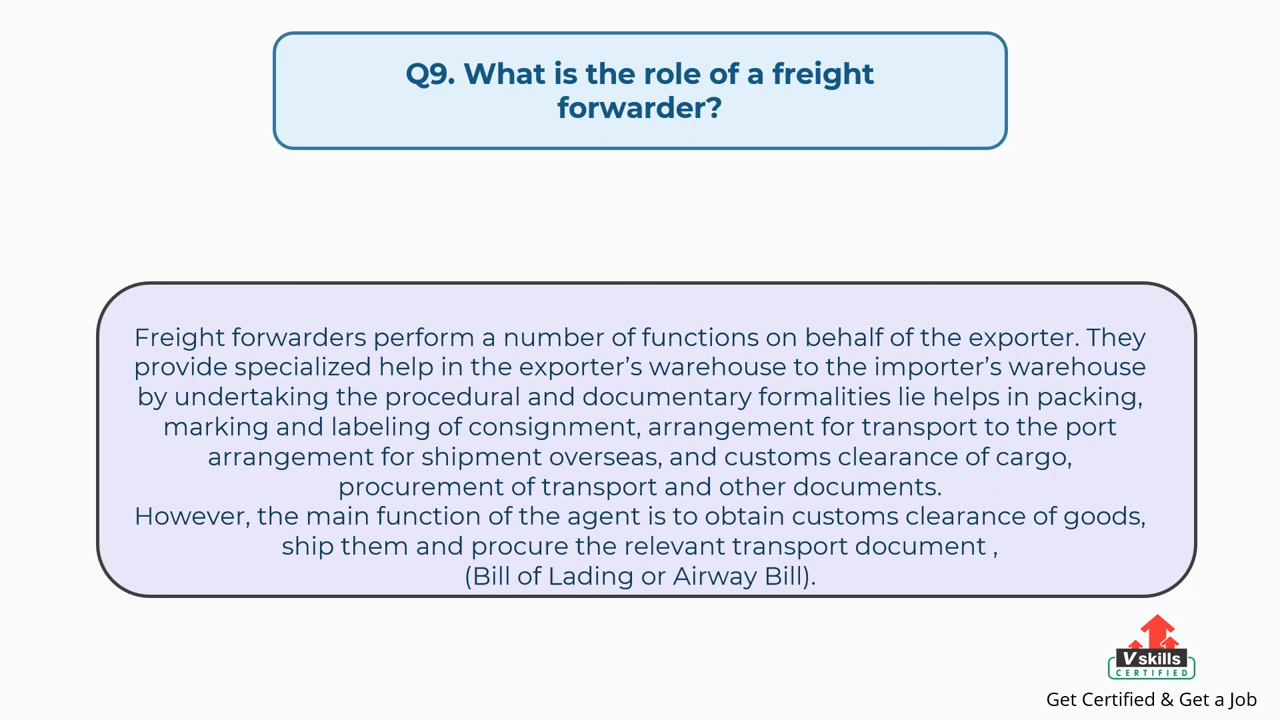 Q9. What is the role of a freight
forwarder?
Freight forwarders perform a number of functions on behalf of the exporter. They
provide specialized help in the exporter’s warehouse to the importer’s warehouse
by undertaking the procedural and documentary formalities lie helps in packing,
marking and labeling of consignment, arrangement for transport to the port
arrangement for shipment overseas, and customs clearance of cargo,
procurement of transport and other documents.
However, the main function of the agent is to obtain customs clearance of goods,
ship them and procure the relevant transport document ,
(Bill of Lading or Airway Bill).
Vskills
CERTIFIED
Get Certified & Get a Job